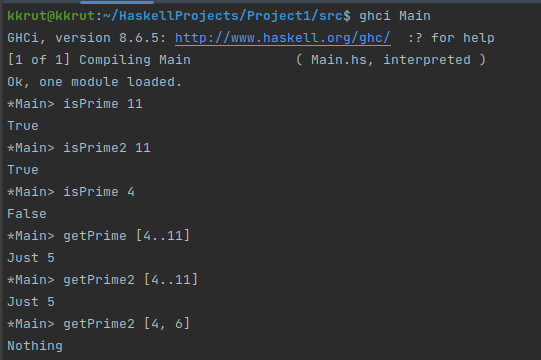 kkrut@kkrut:~/HaskellProjects/Project1/src$ ghci Main
GHCi, version 8.6.5: http://www.haskell.org/ghc/  :? for help
[1 of 1] Compiling Main             ( Main.hs, interpreted )
Ok, one module loaded.
*Main> isPrime 11
True
*Main> isPrime2 11
True
*Main> isPrime 4
False
*Main> getPrime [4..11]
Just 5
*Main> getPrime2 [4..11]
Just 5
*Main> getPrime2 [4, 6]
Nothing